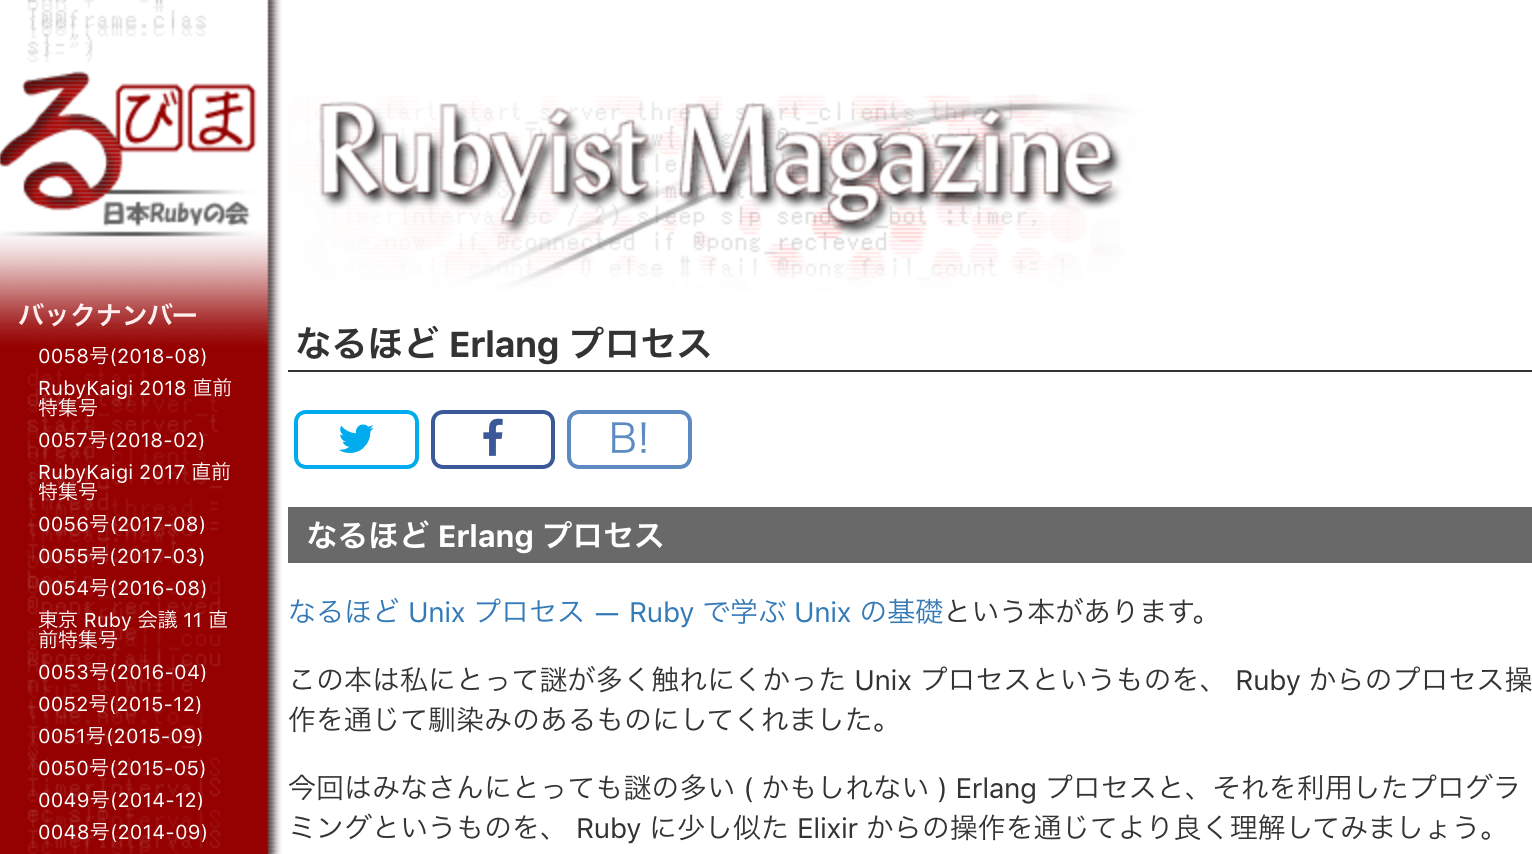 るびま
日本Rubyの会
バックナンバー
0058号(2018-08)
RubyKaigi 2018 直前
特集号
0057号(2018-02)
RubyKaigi 2017 直前
特集号
0056号(2017-08)
0055号(2017-03)
0054号(2016-08)
東京 Ruby 会議 11 直
前特集号
0053号(2016-04)
0052号(2015-12)
0051号(2015-09)
0050号(2015-05)
0049号(2014-12)
0048号(2014-09)
Rubyist Magazine
なるほど Erlang プロセス
B!
なるほど Erlang プロセス
なるほど Unix プロセス ― Ruby で学ぶ Unix の基礎という本があります。
この本は私にとって謎が多く触れにくかった Unix プロセスというものを、 Ruby からのプロセス操
作を通じて馴染みのあるものにしてくれました。
今回はみなさんにとっても謎の多い ( かもしれない ) Erlang プロセスと、それを利用したプログラ
ミングというものを、 Ruby に少し似た Elixir からの操作を通じてより良く理解してみましょう。